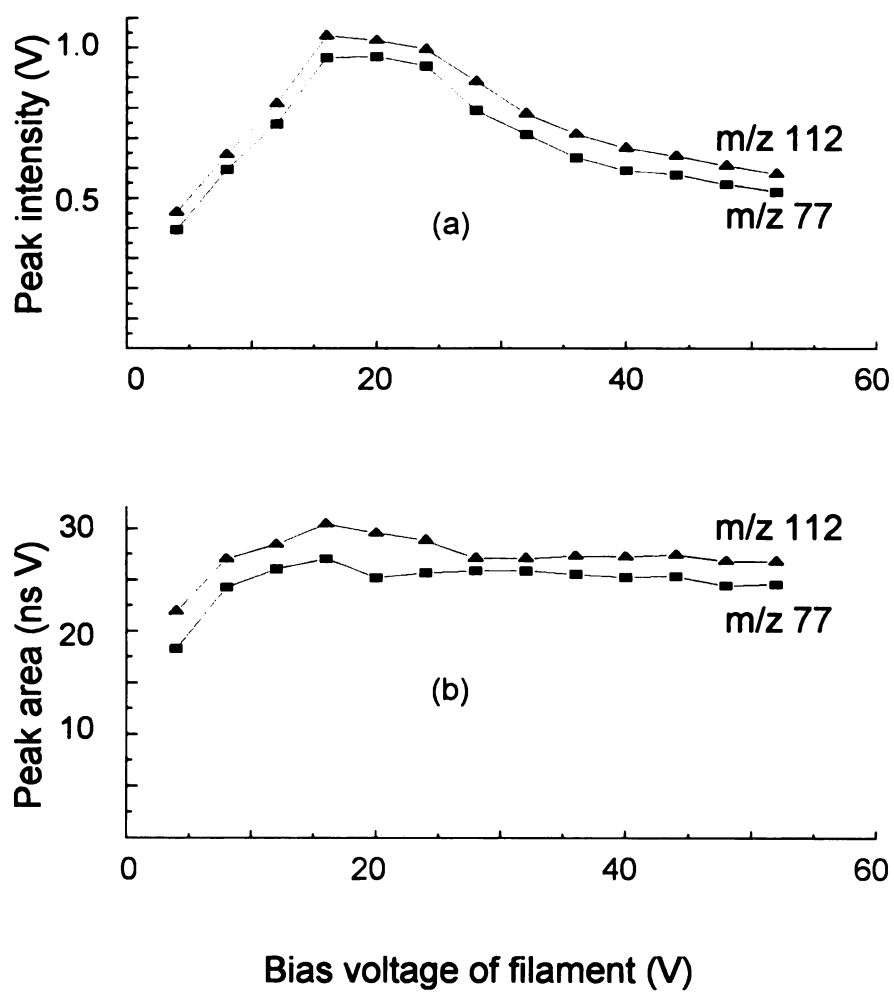 Peak intensity (V)
1.0
0.5
m/z 112
m/z 77
(a)
0 20 40 60
Peak area (ns V)
30
20
10
m/z 112
m/z 77
(b)
0 20 40 60
Bias voltage of filament (V)